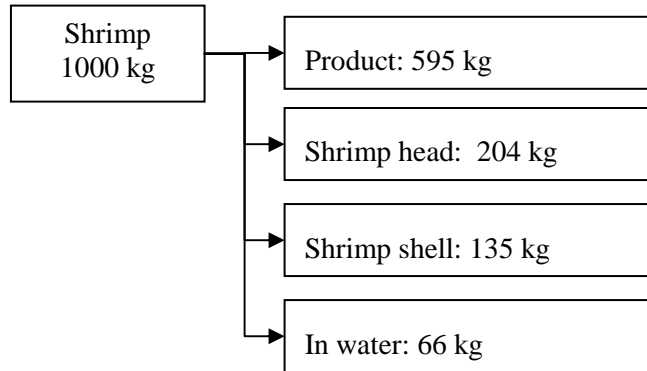 Shrimp
1000 kg
Product: 595 kg
Shrimp head:  204 kg
Shrimp shell: 135 kg
In water: 66 kg